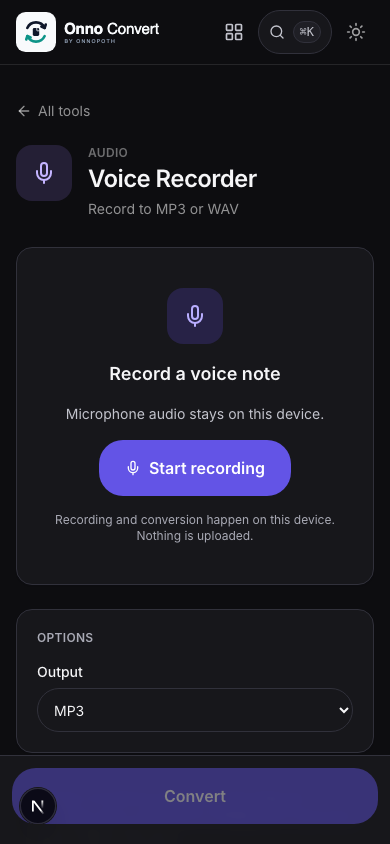 Onno Convert
BY ONNOPOTH
⌘K
All tools
AUDIO
Voice Recorder
Record to MP3 or WAV
Record a voice note
Microphone audio stays on this device.
Start recording
Recording and conversion happen on this device.
Nothing is uploaded.
OPTIONS
Output
MP3
Convert
N